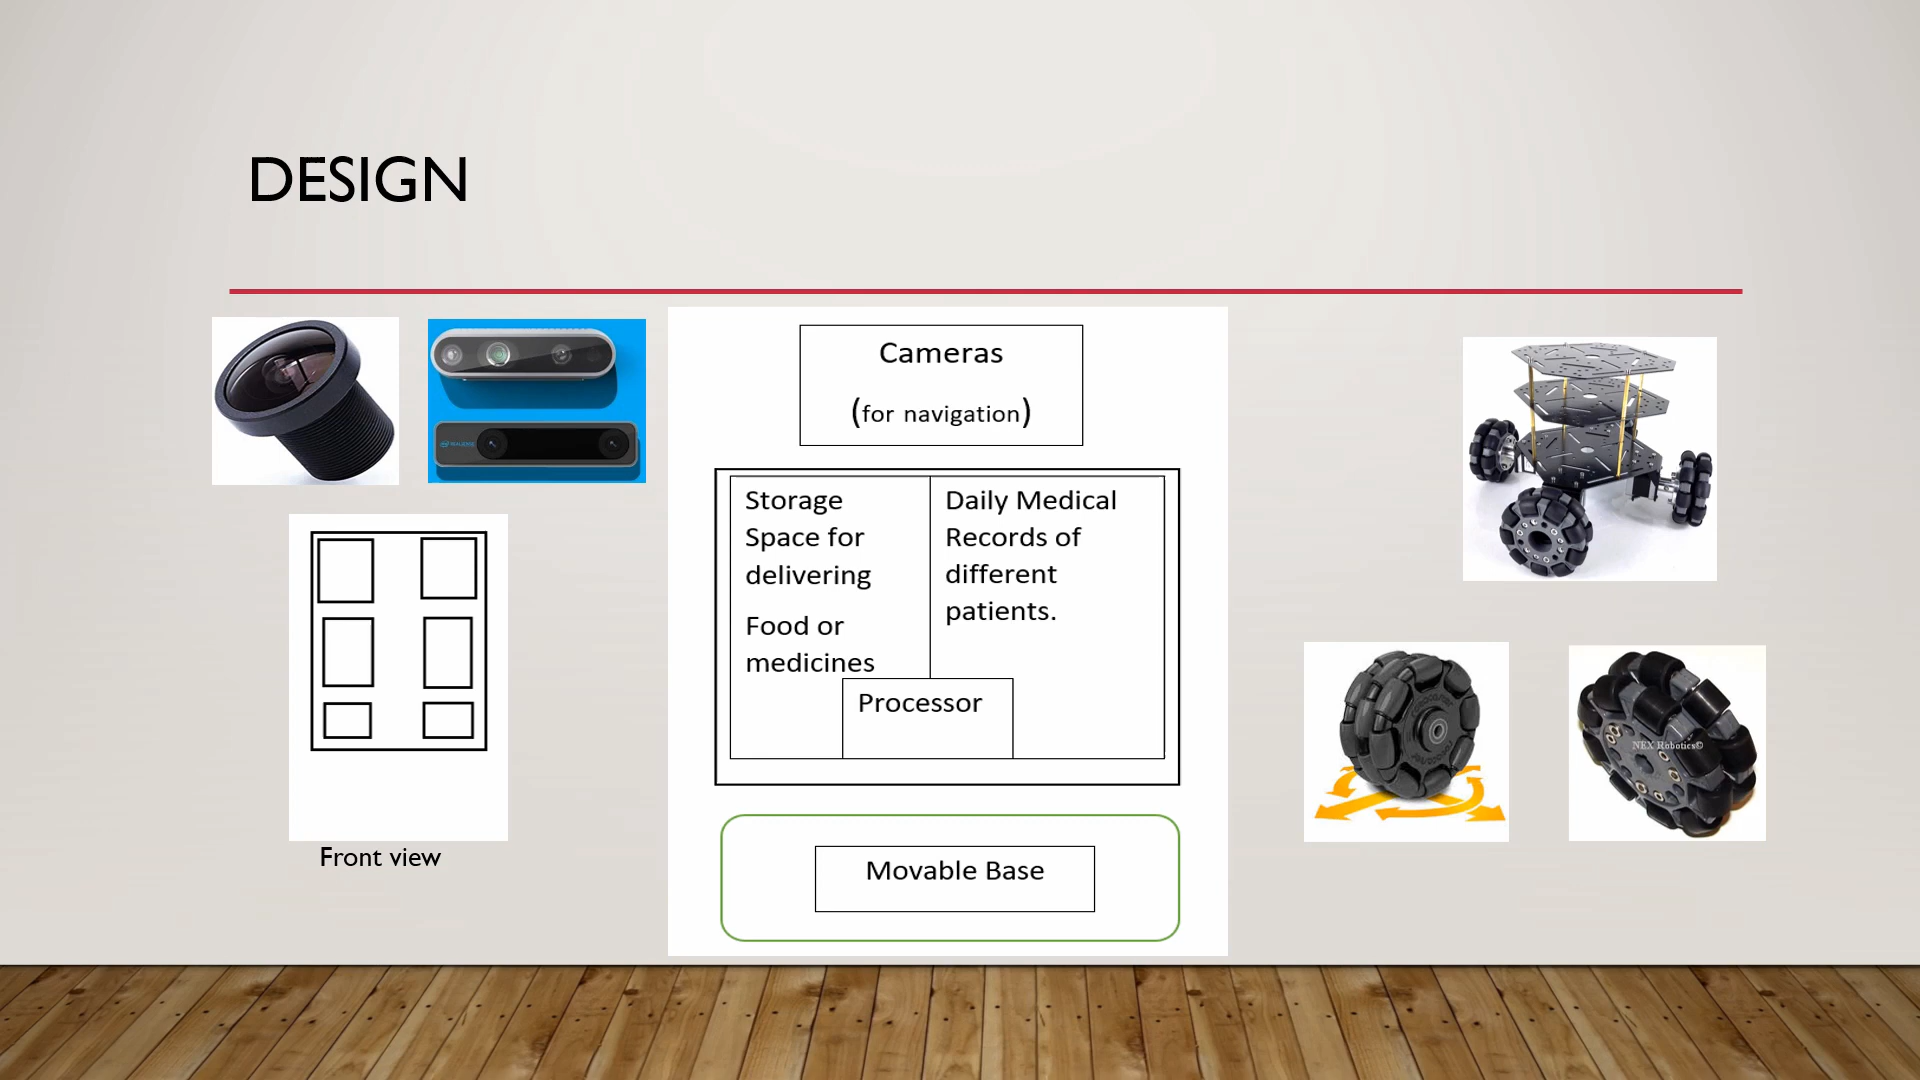 DESIGN
Cameras
(for navigation)
Storage
Space for
delivering
Food or
medicines
Daily Medical
Records of
different
patients.
Processor
Movable Base
Front view
NEX Robotics©